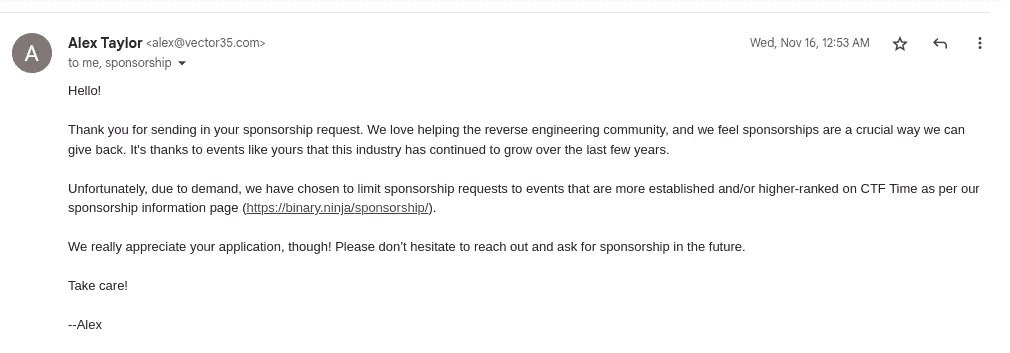 A
Alex Taylor <alex@vector35.com>
Wed, Nov 16, 12:53 AM
to me, sponsorship
Hello!
Thank you for sending in your sponsorship request. We love helping the reverse engineering community, and we feel sponsorships are a crucial way we can
give back. It's thanks to events like yours that this industry has continued to grow over the last few years.
Unfortunately, due to demand, we have chosen to limit sponsorship requests to events that are more established and/or higher-ranked on CTF Time as per our
sponsorship information page (https://binary.ninja/sponsorship/).
We really appreciate your application, though! Please don't hesitate to reach out and ask for sponsorship in the future.
Take care!
--Alex